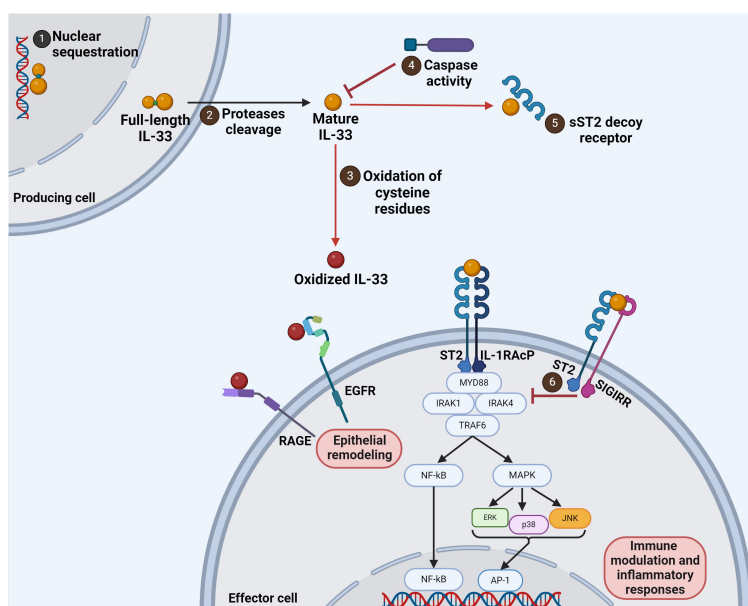 1 Nuclear
sequestration
Full-length
IL-33
2 Proteases
cleavage
Mature
IL-33
4 Caspase
activity
5 sST2 decoy
receptor
Producing cell
3 Oxidation of
cysteine
residues
Oxidized IL-33
ST2
IL-1RAcP
MYD88
IRAK1
IRAK4
TRAF6
6
ST2
SIGIRR
EGFR
RAGE
Epithelial
remodeling
NF-kB
MAPK
ERK
p38
JNK
NF-kB
AP-1
Immune
modulation and
inflammatory
responses
Effector cell